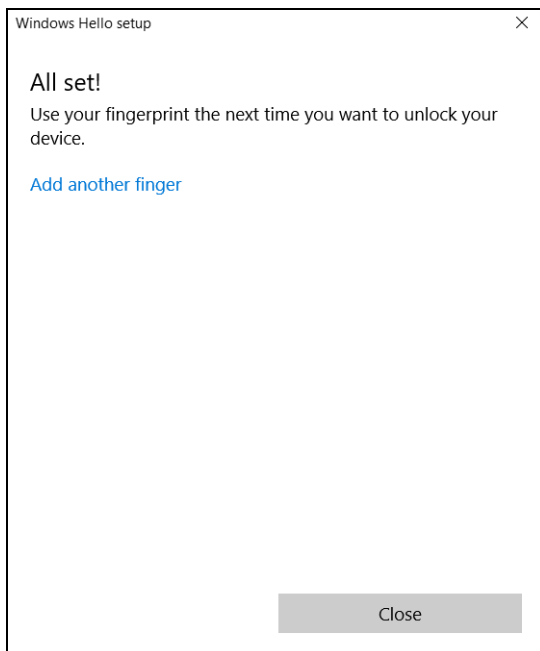 Windows Hello setup
All set!
Use your fingerprint the next time you want to unlock your
device.
Add another finger
Close